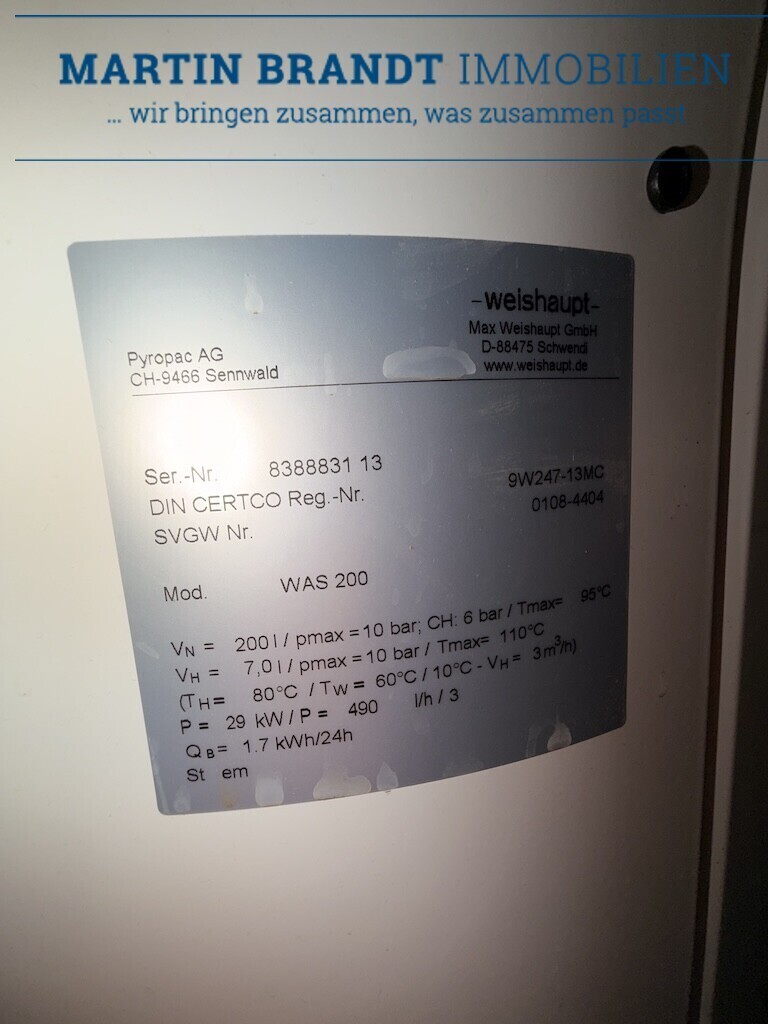 MARTIN BRANDT IMMOBILIEN
... wir bringen zusammen, was zusammen passt
-weishaupt-
Max Weishaupt GmbH
D-88475 Schwendi
www.weishaupt.de
Pyropac AG
CH-9466 Sennwald
Ser.-Nr. 8388831 13
DIN CERTCO Reg.-Nr. 9W247-13MC
SVGW Nr. 0108-4404
Mod. WAS 200
VN = 200 l / pmax =10 bar; CH: 6 bar / Tmax= 95°C
VH = 7,0 l / pmax =10 bar / Tmax= 110°C
(TH= 80°C / TW = 60°C / 10°C - VH = 3 m³/h)
P = 29 kW / P = 490 l/h / 3
QB= 1.7 kWh/24h
St em